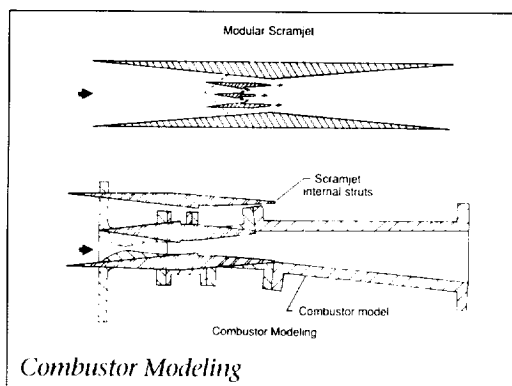 Modular Scramjet
Scramjet
internal struts
Combustor model
Combustor Modeling
Combustor Modeling